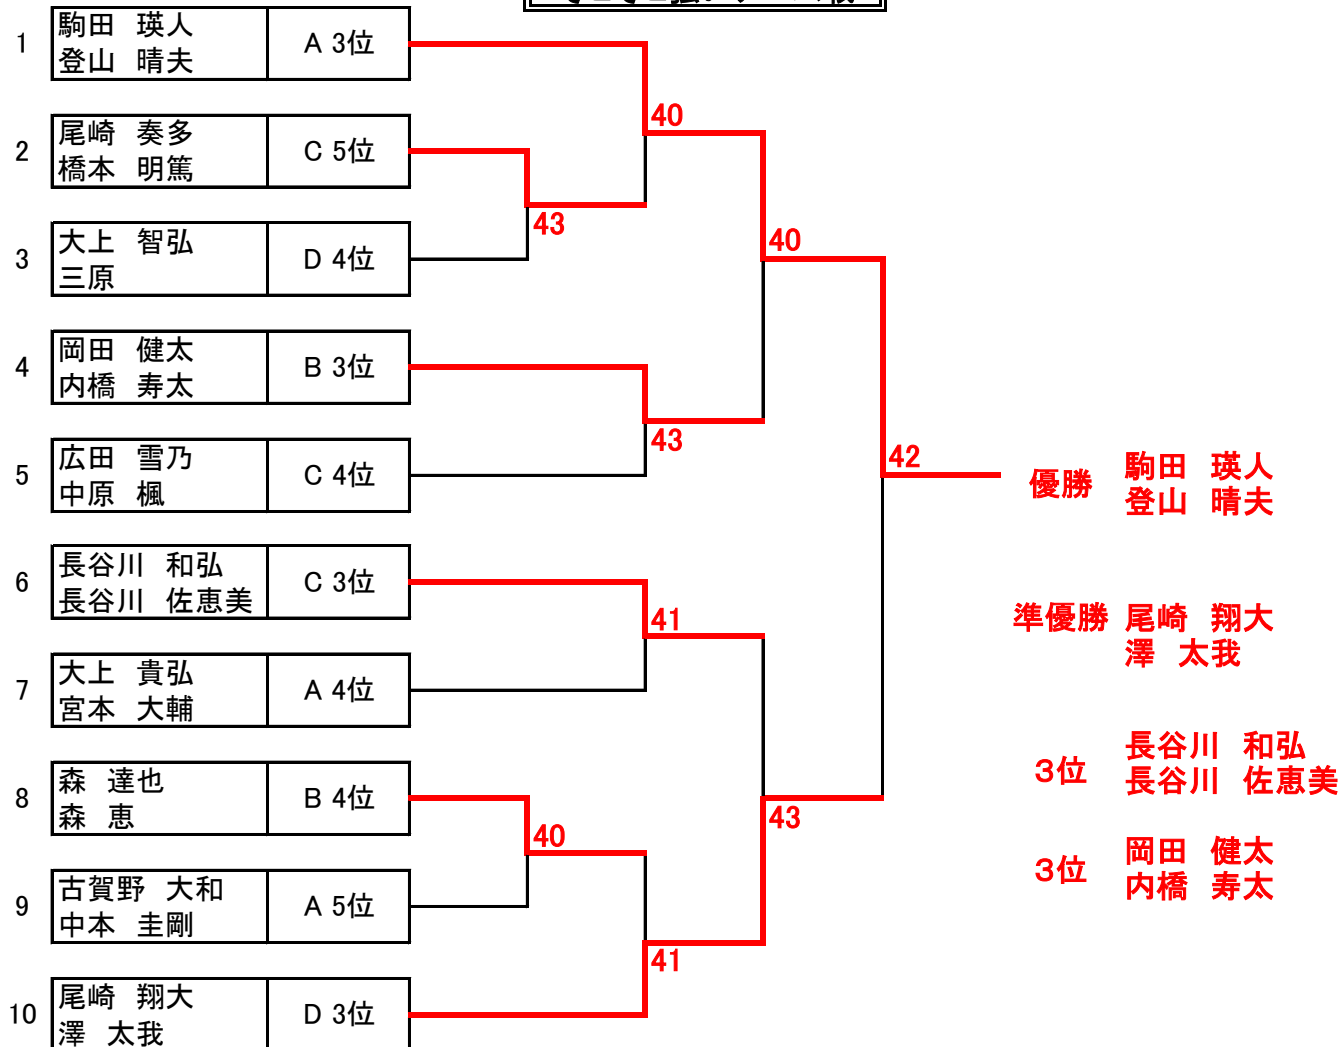 1
駒田　瑛人
登山　晴夫
A 3位
2
尾崎　奏多
橋本　明篤
C 5位
3
大上　智弘
三原
D 4位
4
岡田　健太
内橋　寿太
B 3位
5
広田　雪乃
中原　楓
C 4位
6
長谷川　和弘
長谷川　佐恵美
C 3位
7
大上　貴弘
宮本　大輔
A 4位
8
森　達也
森　恵
B 4位
9
古賀野　大和
中本　圭剛
A 5位
10
尾崎　翔大
澤　太我
D 3位
40
43
40
43
42
41
43
40
41
優勝
駒田　瑛人
登山　晴夫
準優勝
尾崎　翔大
澤　太我
3位
長谷川　和弘
長谷川　佐恵美
3位
岡田　健太
内橋　寿太